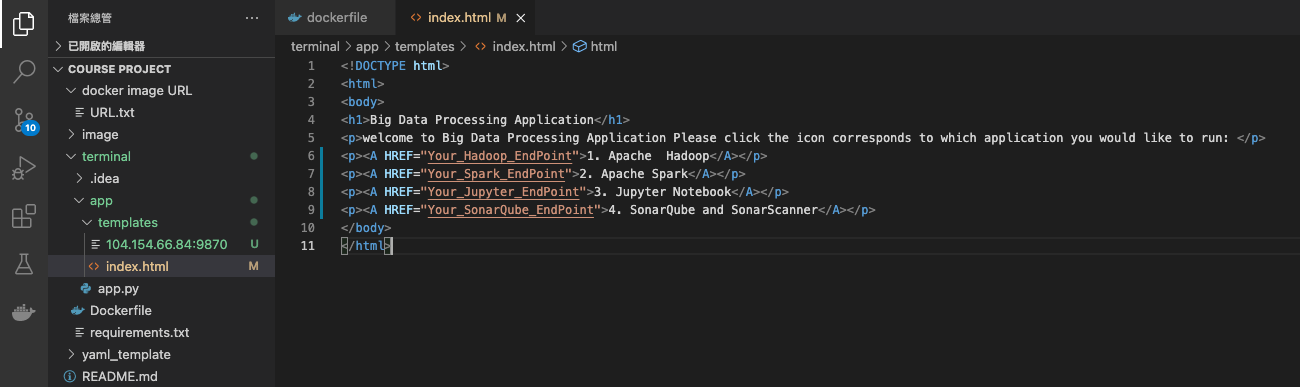 檔案總管 ···
已開啟的編輯器
COURSE PROJECT
docker image URL
URL.txt
image
terminal
.idea
app
templates
104.154.66.84:9870 U
index.html M
app.py
Dockerfile
requirements.txt
yaml_template
README.md
10
dockerfile
index.html M ×
terminal > app > templates > <> index.html > html
1 <!DOCTYPE html>
2 <html>
3 <body>
4 <h1>Big Data Processing Application</h1>
5 <p>welcome to Big Data Processing Application Please click the icon corresponds to which application you would like to run: </p>
6 <p><A HREF="Your_Hadoop_EndPoint">1. Apache  Hadoop</A></p>
7 <p><A HREF="Your_Spark_EndPoint">2. Apache Spark</A></p>
8 <p><A HREF="Your_Jupyter_EndPoint">3. Jupyter Notebook</A></p>
9 <p><A HREF="Your_SonarQube_EndPoint">4. SonarQube and SonarScanner</A></p>
10 </body>
11 </html>